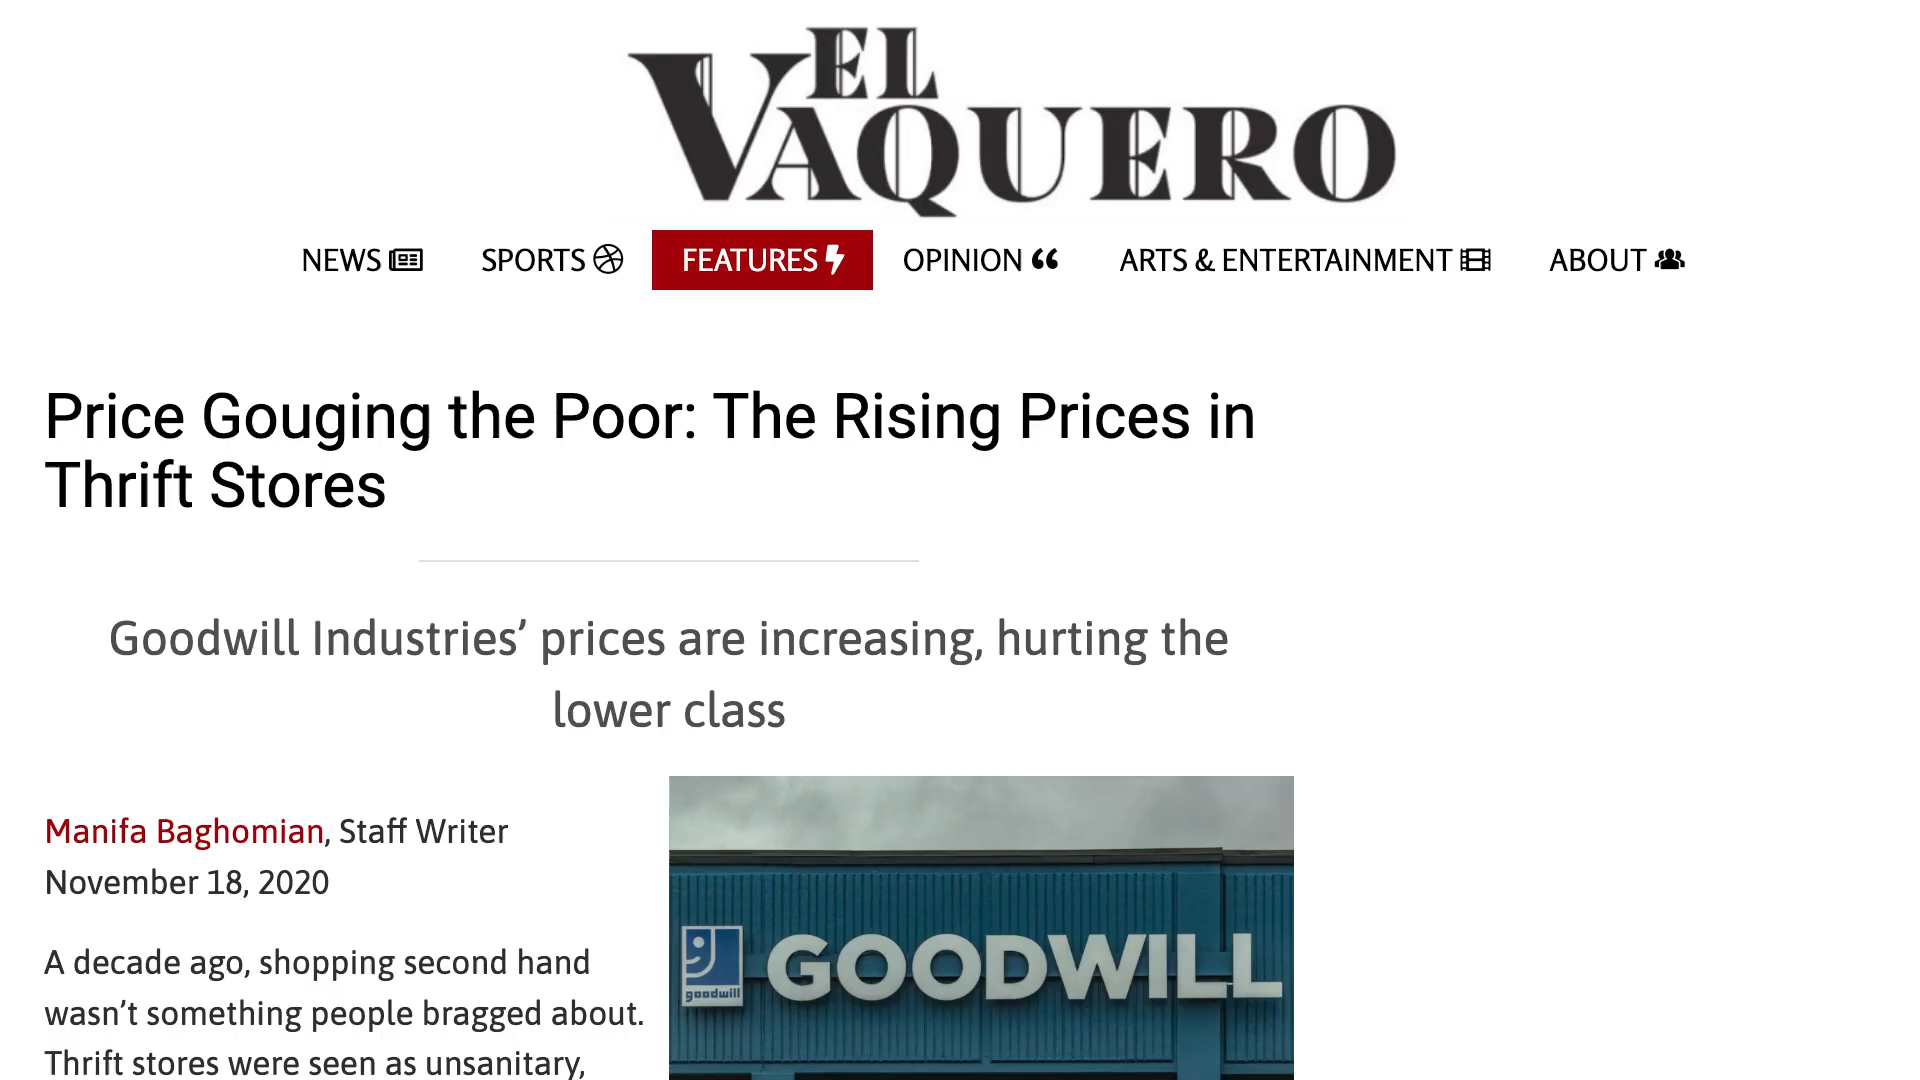 EL
VAQUERO
NEWS
SPORTS
FEATURES
OPINION
ARTS & ENTERTAINMENT
ABOUT
Price Gouging the Poor: The Rising Prices in
Thrift Stores
Goodwill Industries’ prices are increasing, hurting the
lower class
Manifa Baghomian, Staff Writer
November 18, 2020
A decade ago, shopping second hand
wasn’t something people bragged about.
Thrift stores were seen as unsanitary,
goodwill
GOODWILL